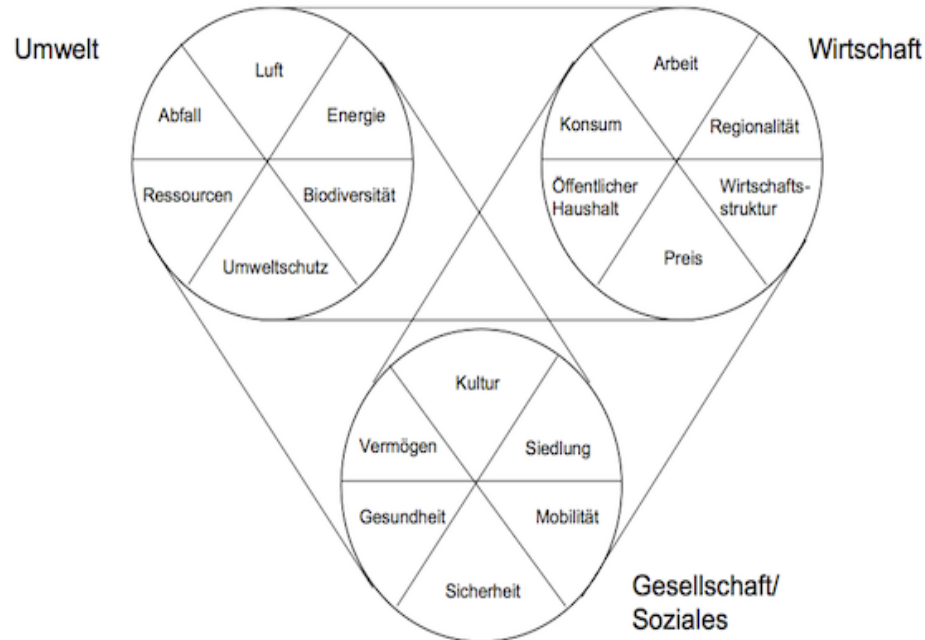 Umwelt
Wirtschaft
Luft
Abfall
Energie
Ressourcen
Biodiversität
Umweltschutz
Arbeit
Konsum
Regionalität
Öffentlicher
Haushalt
Wirtschafts-
struktur
Preis
Kultur
Vermögen
Siedlung
Gesundheit
Mobilität
Sicherheit
Gesellschaft/
Soziales